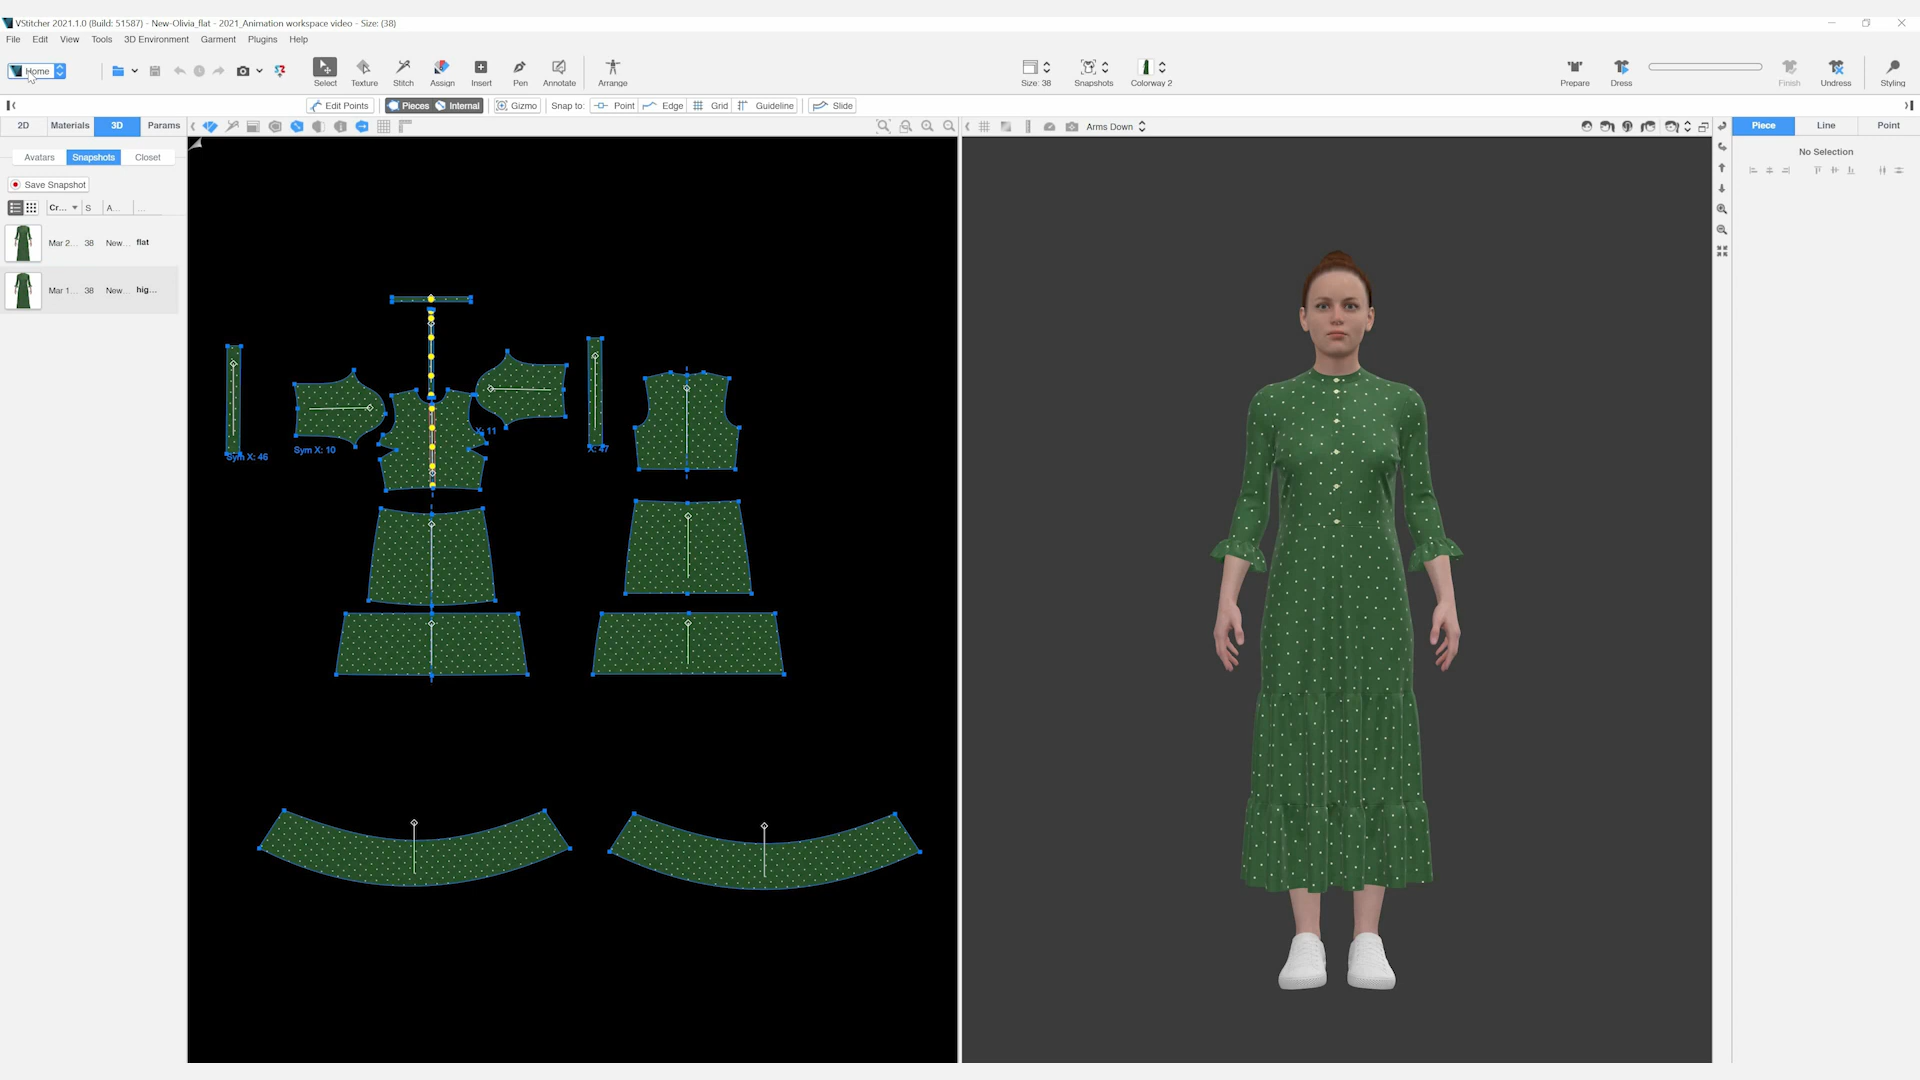 VStitcher 2021.1.0 (Build: 51587) - New-Olivia_flat - 2021_Animation workspace video - Size: (38)
File Edit View Tools 3D Environment Garment Plugins Help
Home
Select Texture Stitch Assign Insert Pen Annotate Arrange
Size: 38 Snapshots Colorway 2
Prepare Dress Finish Undress Styling
Edit Points Pieces Internal Gizmo Snap to: Point Edge Grid Guideline Slide
2D Materials 3D Params
Arms Down
Piece Line Point
Avatars Snapshots Closet
No Selection
Save Snapshot
Cr... S A... ...
Mar 2... 38 New... flat
Mar 1... 38 New... hig...
Sym X: 46
Sym X: 10
X: 11
X: 47